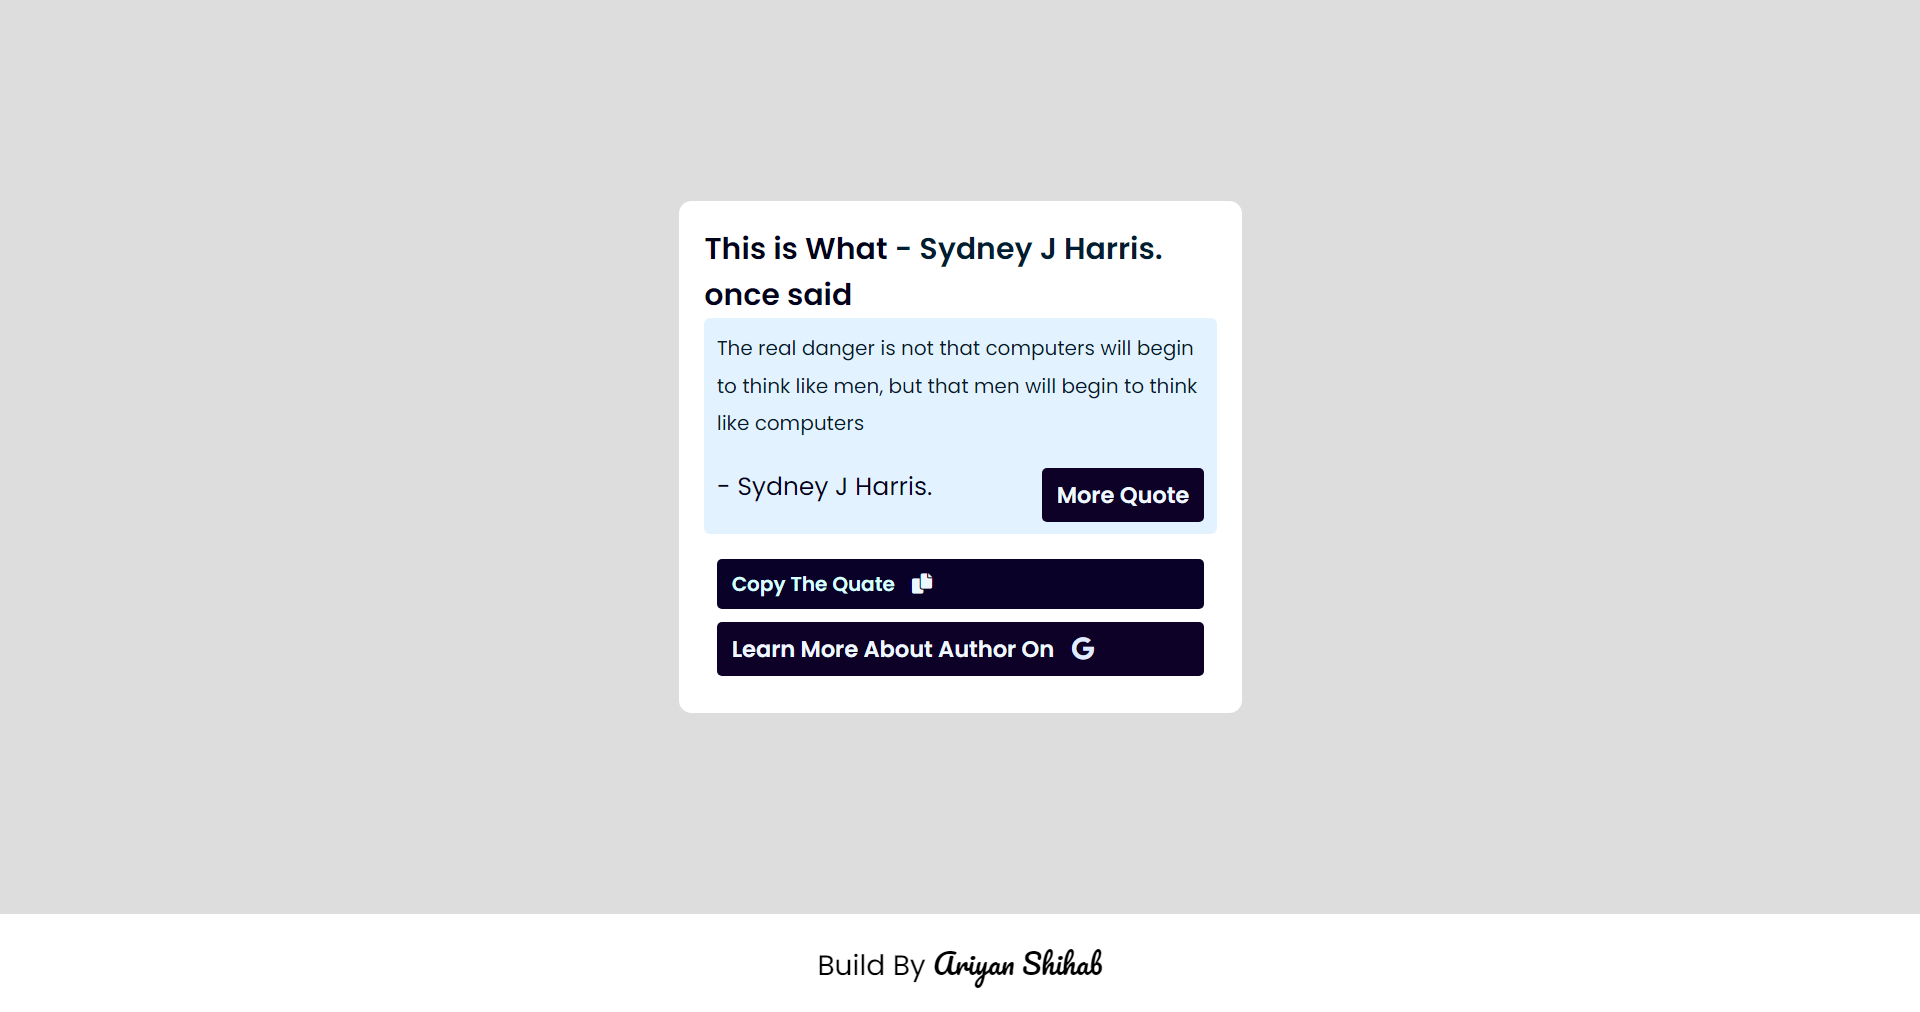 This is What - Sydney J Harris.
once said
The real danger is not that computers will begin
to think like men, but that men will begin to think
like computers
- Sydney J Harris.
More Quote
Copy The Quate
Learn More About Author On G
Build By Ariyan Shihab